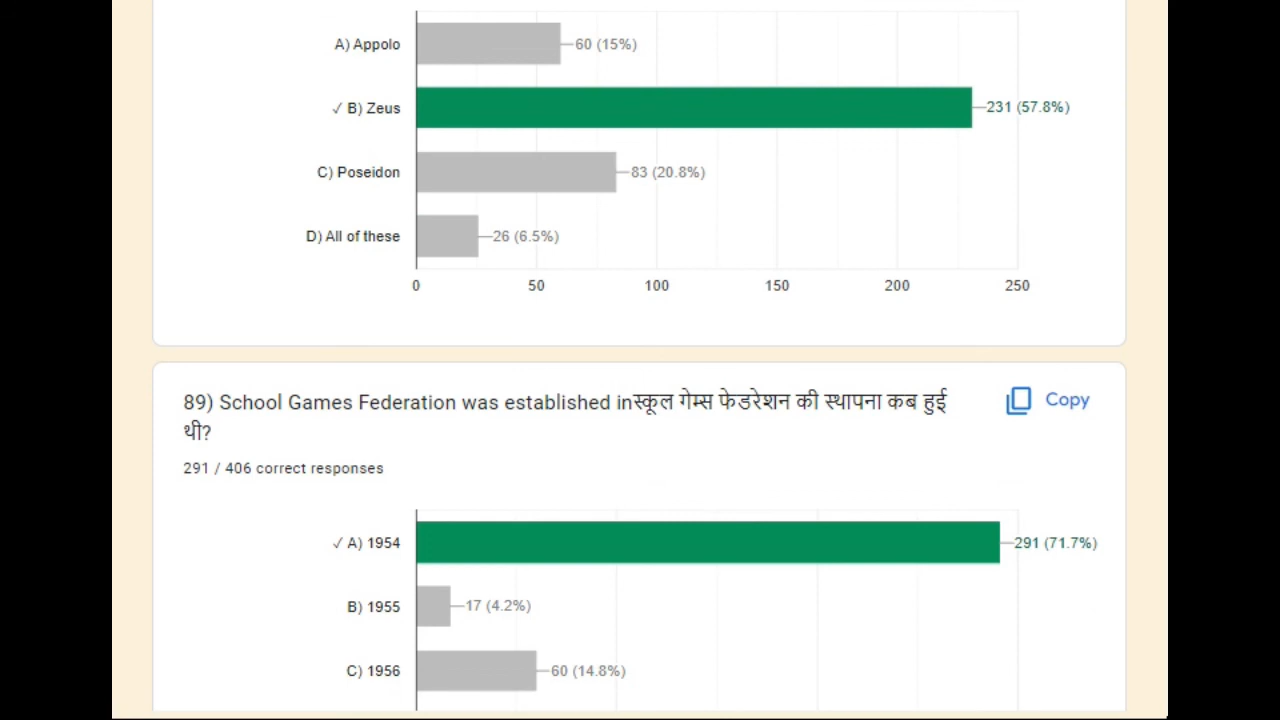 A) Appolo
60 (15%)
✓ B) Zeus
231 (57.8%)
C) Poseidon
83 (20.8%)
D) All of these
26 (6.5%)
0 50 100 150 200 250
89) School Games Federation was established inस्कूल गेम्स फेडरेशन की स्थापना कब हुई
थी?
Copy
291 / 406 correct responses
✓ A) 1954
291 (71.7%)
B) 1955
17 (4.2%)
C) 1956
60 (14.8%)